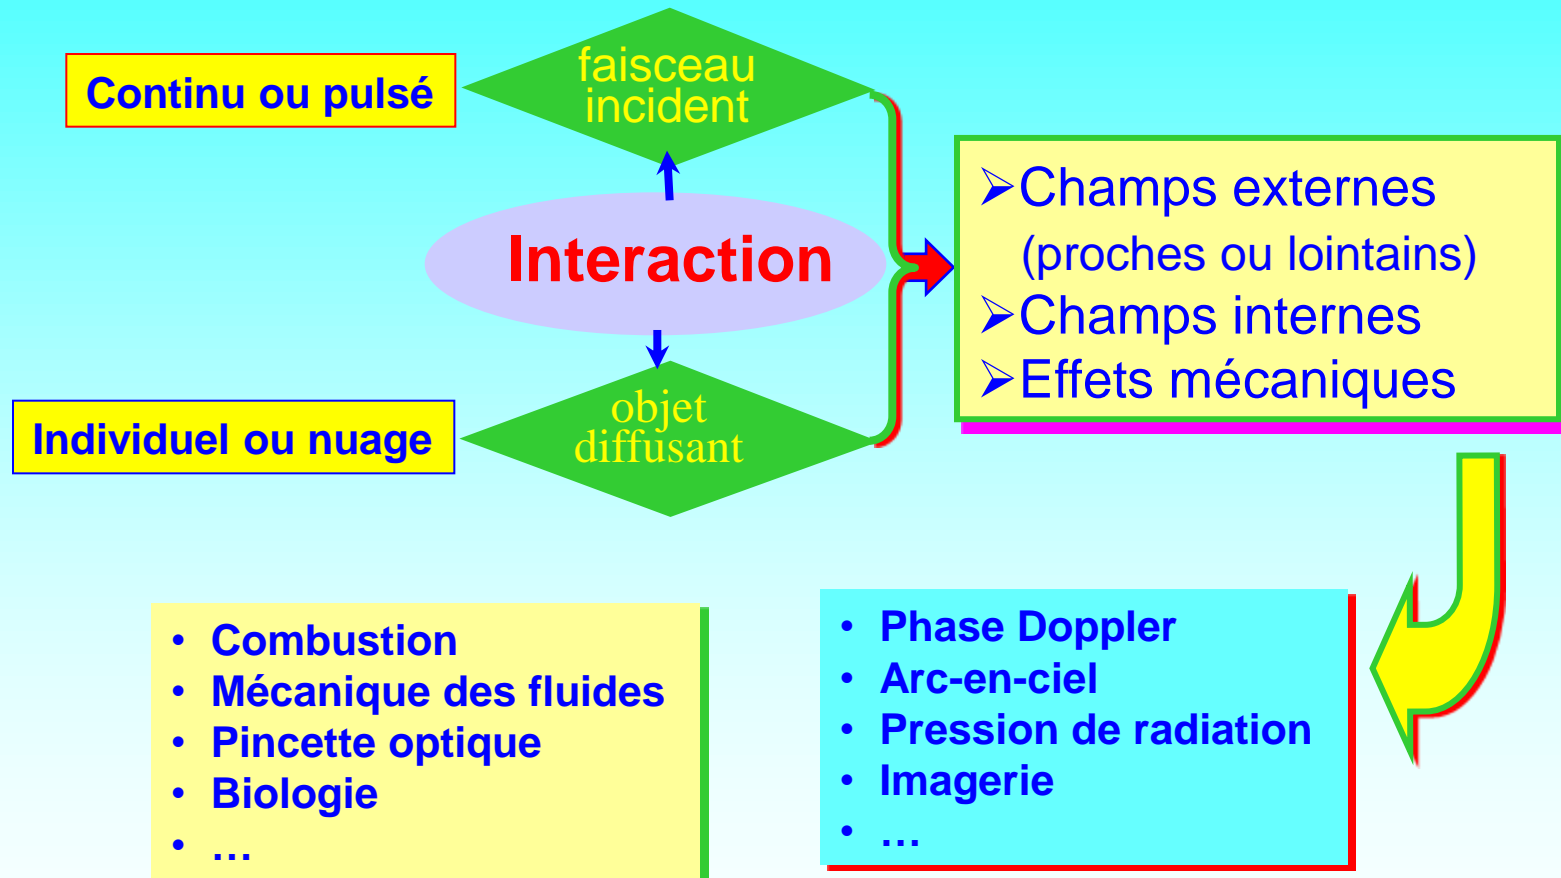 faisceau
incident
Continu ou pulsé
Interaction
Individuel ou nuage
objet
diffusant
➢Champs externes
(proches ou lointains)
➢Champs internes
➢Effets mécaniques
• Combustion
• Mécanique des fluides
• Pincette optique
• Biologie
• …
• Phase Doppler
• Arc-en-ciel
• Pression de radiation
• Imagerie
• …